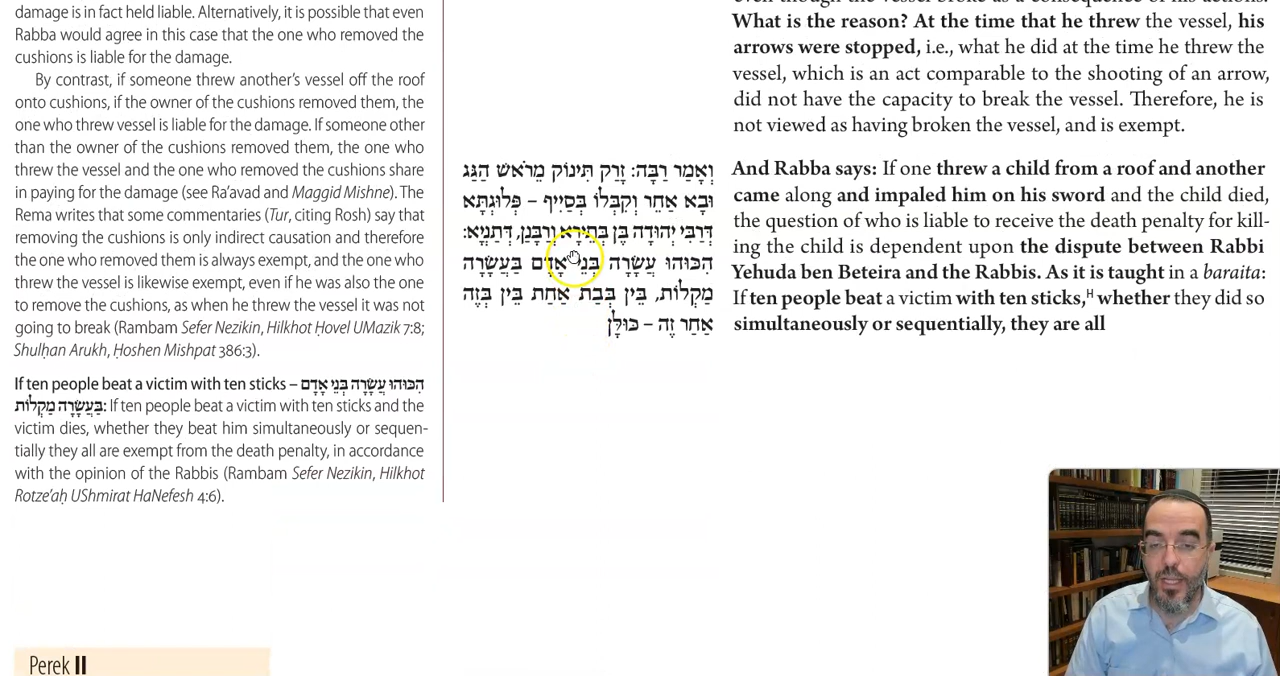 damage is in fact held liable. Alternatively, it is possible that even
Rabba would agree in this case that the one who removed the
cushions is liable for the damage.
By contrast, if someone threw another's vessel off the roof
onto cushions, if the owner of the cushions removed them, the
one who threw vessel is liable for the damage. If someone other
than the owner of the cushions removed them, the one who
threw the vessel and the one who removed the cushions share
in paying for the damage (see Ra'avad and Maggid Mishne). The
Rema writes that some commentaries (Tur, citing Rosh) say that
removing the cushions is only indirect causation and therefore
the one who removed them is always exempt, and the one who
threw the vessel is likewise exempt, even if he was also the one
to remove the cushions, as when he threw the vessel it was not
going to break (Rambam Sefer Nezikin, Hilkhot Ḥovel UMazik 7:8;
Shulḥan Arukh, Ḥoshen Mishpat 386:3).
If ten people beat a victim with ten sticks – הִכּוּהוּ עֲשָׂרָה בְּנֵי אָדָם
בַּעֲשָׂרָה מַקְלוֹת: If ten people beat a victim with ten sticks and the
victim dies, whether they beat him simultaneously or sequen-
tially they all are exempt from the death penalty, in accordance
with the opinion of the Rabbis (Rambam Sefer Nezikin, Hilkhot
Rotze'aḥ UShmirat HaNefesh 4:6).
Perek II
וְאָמַר רַבָּה: זָרַק תִּינוֹק מֵרֹאשׁ הַגַּג
וּבָא אַחֵר וְקִבְּלוֹ בְּסַיִיף – פְּלוּגְתָּא
דְּרַבִּי יְהוּדָה בֶּן בְּתֵירָא וְרַבָּנַן, דְּתַנְיָא:
הִכּוּהוּ עֲשָׂרָה בְּנֵי אָדָם בַּעֲשָׂרָה
מַקְלוֹת, בֵּין בְּבַת אַחַת בֵּין בְּזֶה
אַחַר זֶה – כּוּלָּן
even though the vessel broke as a consequence of his actions.
What is the reason? At the time that he threw the vessel, his
arrows were stopped, i.e., what he did at the time he threw the
vessel, which is an act comparable to the shooting of an arrow,
did not have the capacity to break the vessel. Therefore, he is
not viewed as having broken the vessel, and is exempt.
And Rabba says: If one threw a child from a roof and another
came along and impaled him on his sword and the child died,
the question of who is liable to receive the death penalty for kill-
ing the child is dependent upon the dispute between Rabbi
Yehuda ben Beteira and the Rabbis. As it is taught in a baraita:
If ten people beat a victim with ten sticks,ᴴ whether they did so
simultaneously or sequentially, they are all